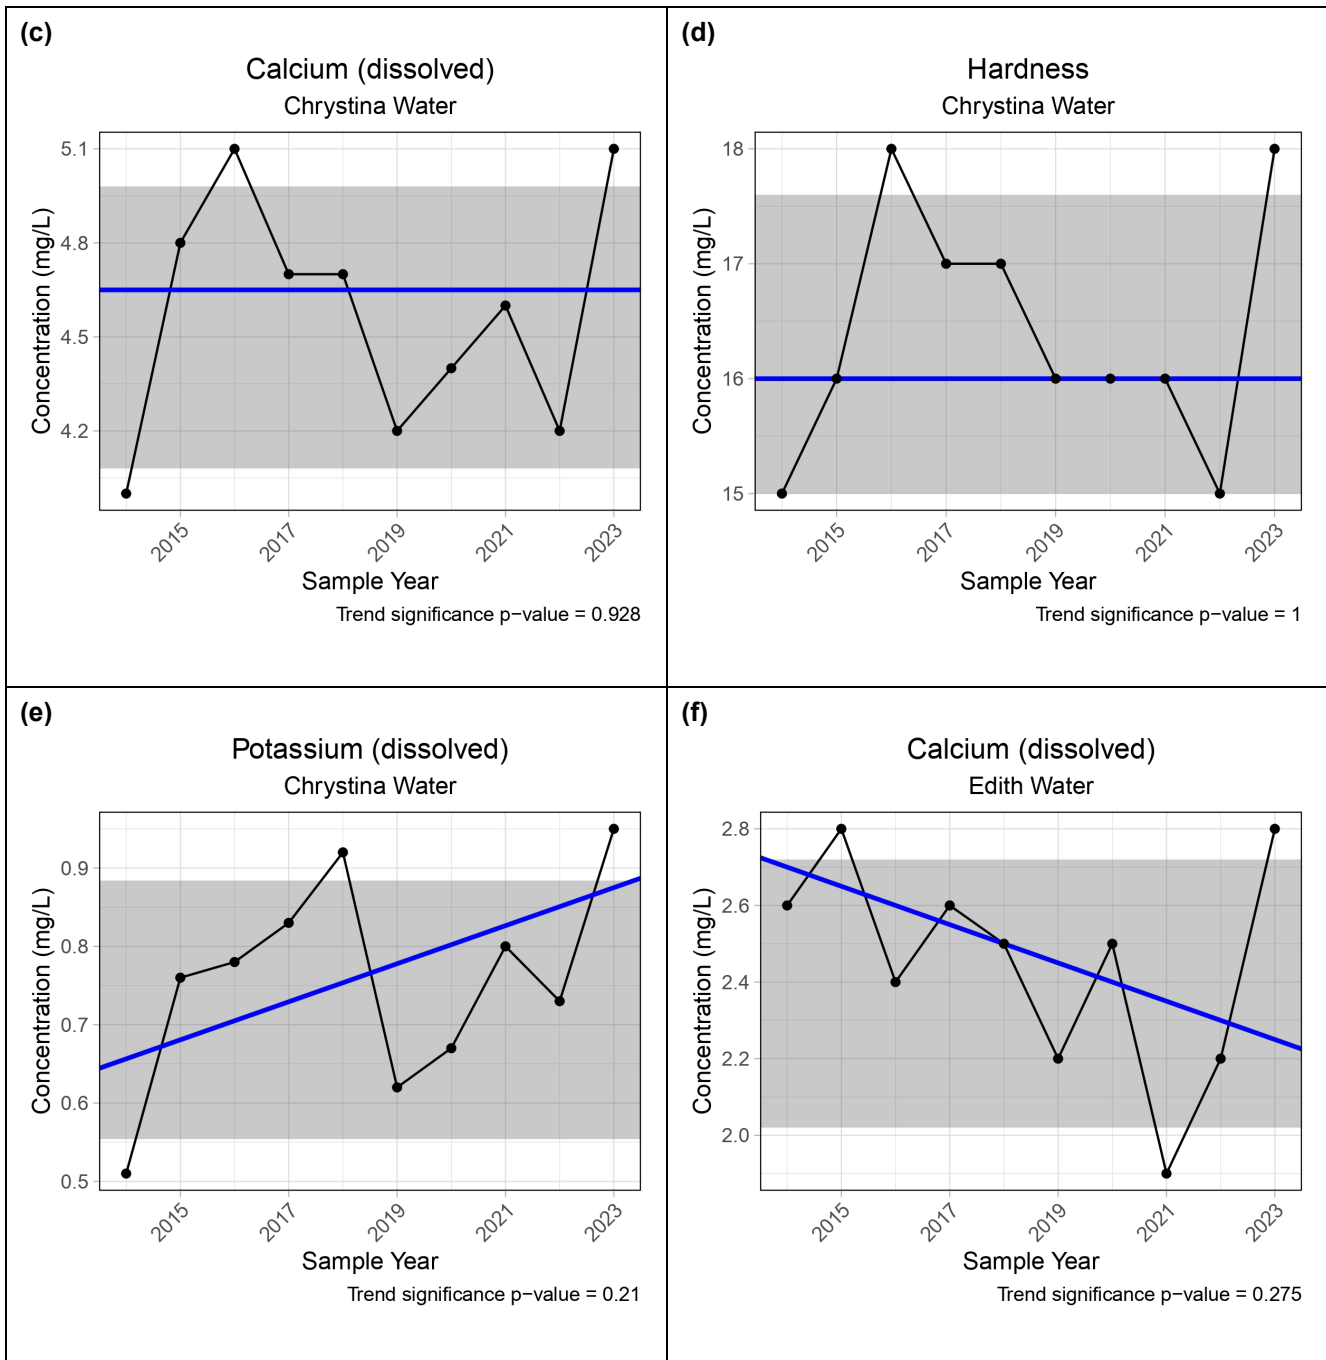 (c)
Calcium (dissolved)
Chrystina Water
Concentration (mg/L)
5.1
4.8
4.5
4.2
2015 2017 2019 2021 2023
Sample Year
Trend significance p−value = 0.928
(d)
Hardness
Chrystina Water
Concentration (mg/L)
18
17
16
15
2015 2017 2019 2021 2023
Sample Year
Trend significance p−value = 1
(e)
Potassium (dissolved)
Chrystina Water
Concentration (mg/L)
0.9
0.8
0.7
0.6
0.5
2015 2017 2019 2021 2023
Sample Year
Trend significance p−value = 0.21
(f)
Calcium (dissolved)
Edith Water
Concentration (mg/L)
2.8
2.6
2.4
2.2
2.0
2015 2017 2019 2021 2023
Sample Year
Trend significance p−value = 0.275